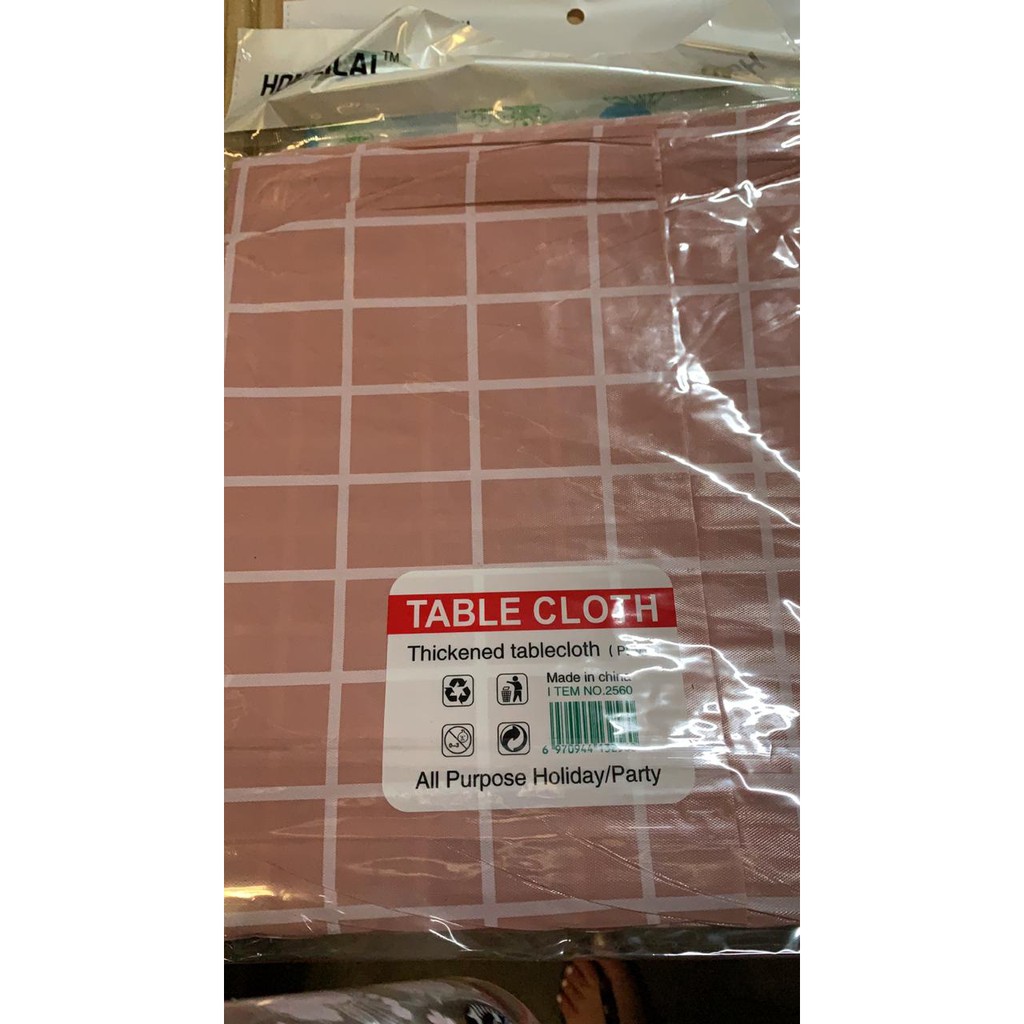 TABLE CLOTH
Thickened tablecloth
Made in china
I TEM NO.2560
All Purpose Holiday/Party